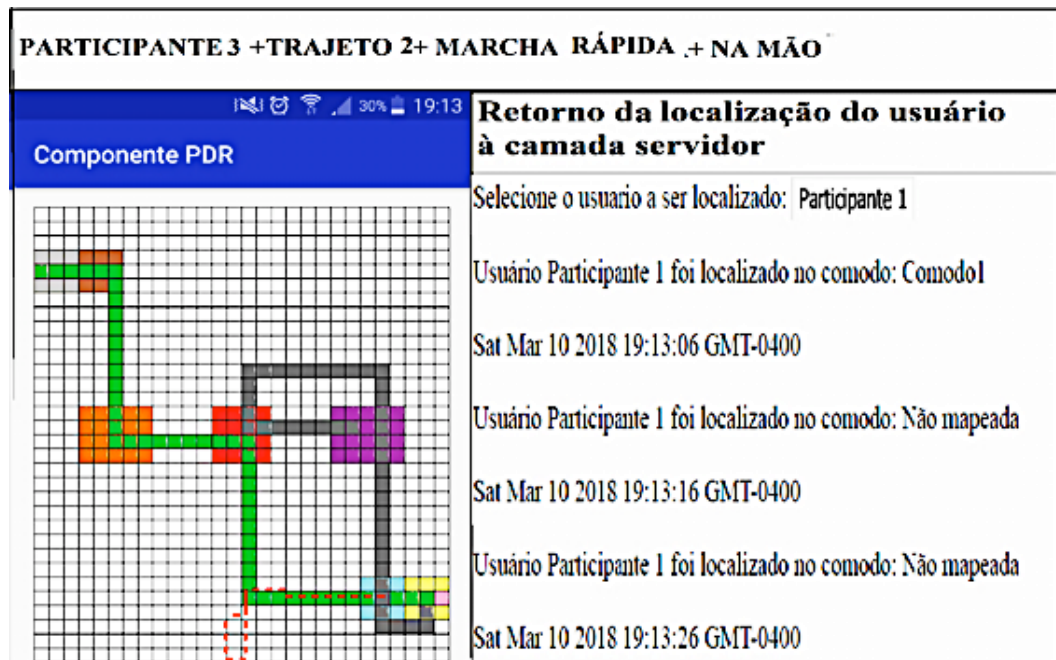 PARTICIPANTE 3 +TRAJETO 2+ MARCHA RÁPIDA .+ NA MÃO
30% 19:13
Componente PDR
Retorno da localização do usuário
à camada servidor
Selecione o usuario a ser localizado: Participante 1
Usuário Participante 1 foi localizado no comodo: Comodo1
Sat Mar 10 2018 19:13:06 GMT-0400
Usuário Participante 1 foi localizado no comodo: Não mapeada
Sat Mar 10 2018 19:13:16 GMT-0400
Usuário Participante 1 foi localizado no comodo: Não mapeada
Sat Mar 10 2018 19:13:26 GMT-0400